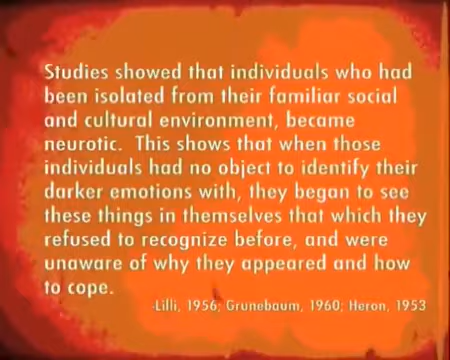 Studies showed that individuals who had
been isolated from their familiar social
and cultural environment, became
neurotic. This shows that when those
individuals had no object to identify their
darker emotions with, they began to see
these things in themselves that which they
refused to recognize before, and were
unaware of why they appeared and how
to cope.
-Lilli, 1956; Grunebaum, 1960; Heron, 1953